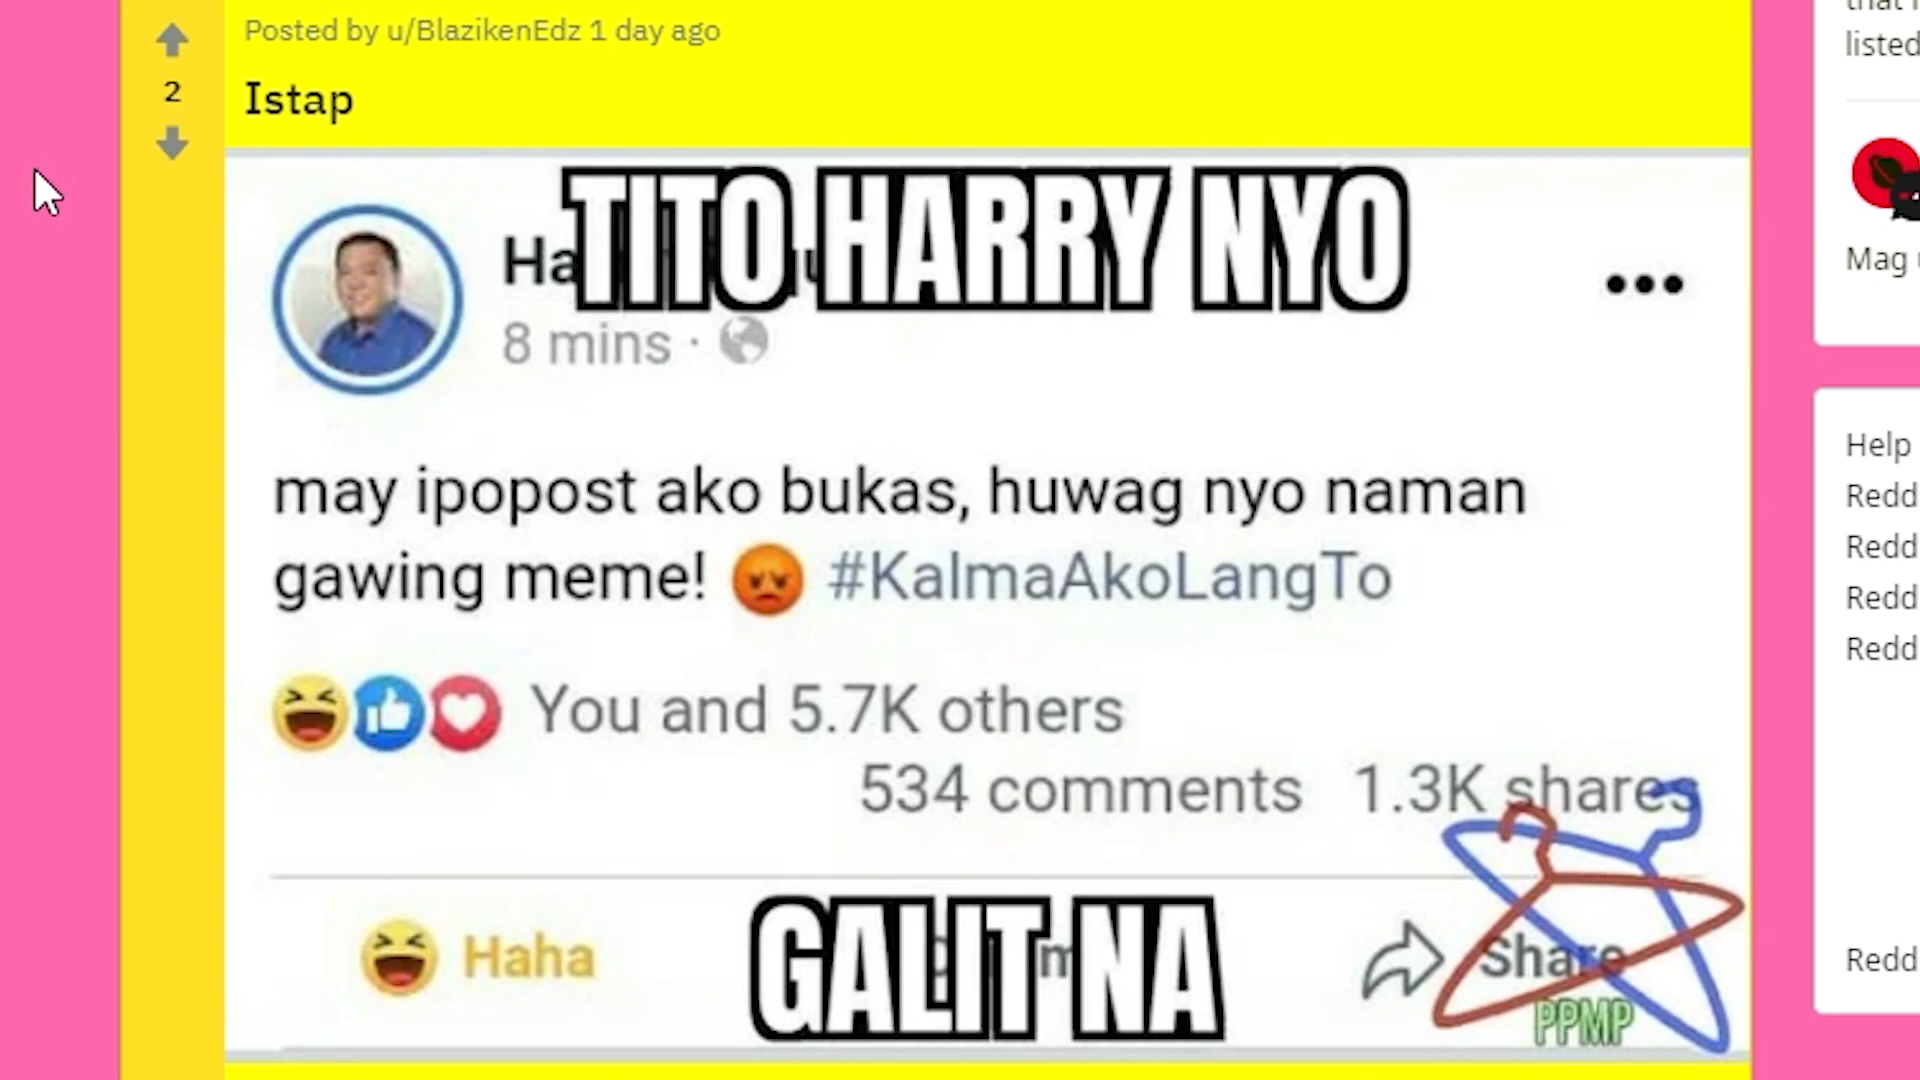 Posted by u/BlazikenEdz 1 day ago
2
Istap
TITO HARRY NYO
8 mins ·
may ipopost ako bukas, huwag nyo naman
gawing meme! 😡 #KalmaAkoLangTo
You and 5.7K others
534 comments 1.3K shares
Haha
GALIT NA
Share
PPMP
listed
Mag
Help
Redd
Redd
Redd
Redd
Redd